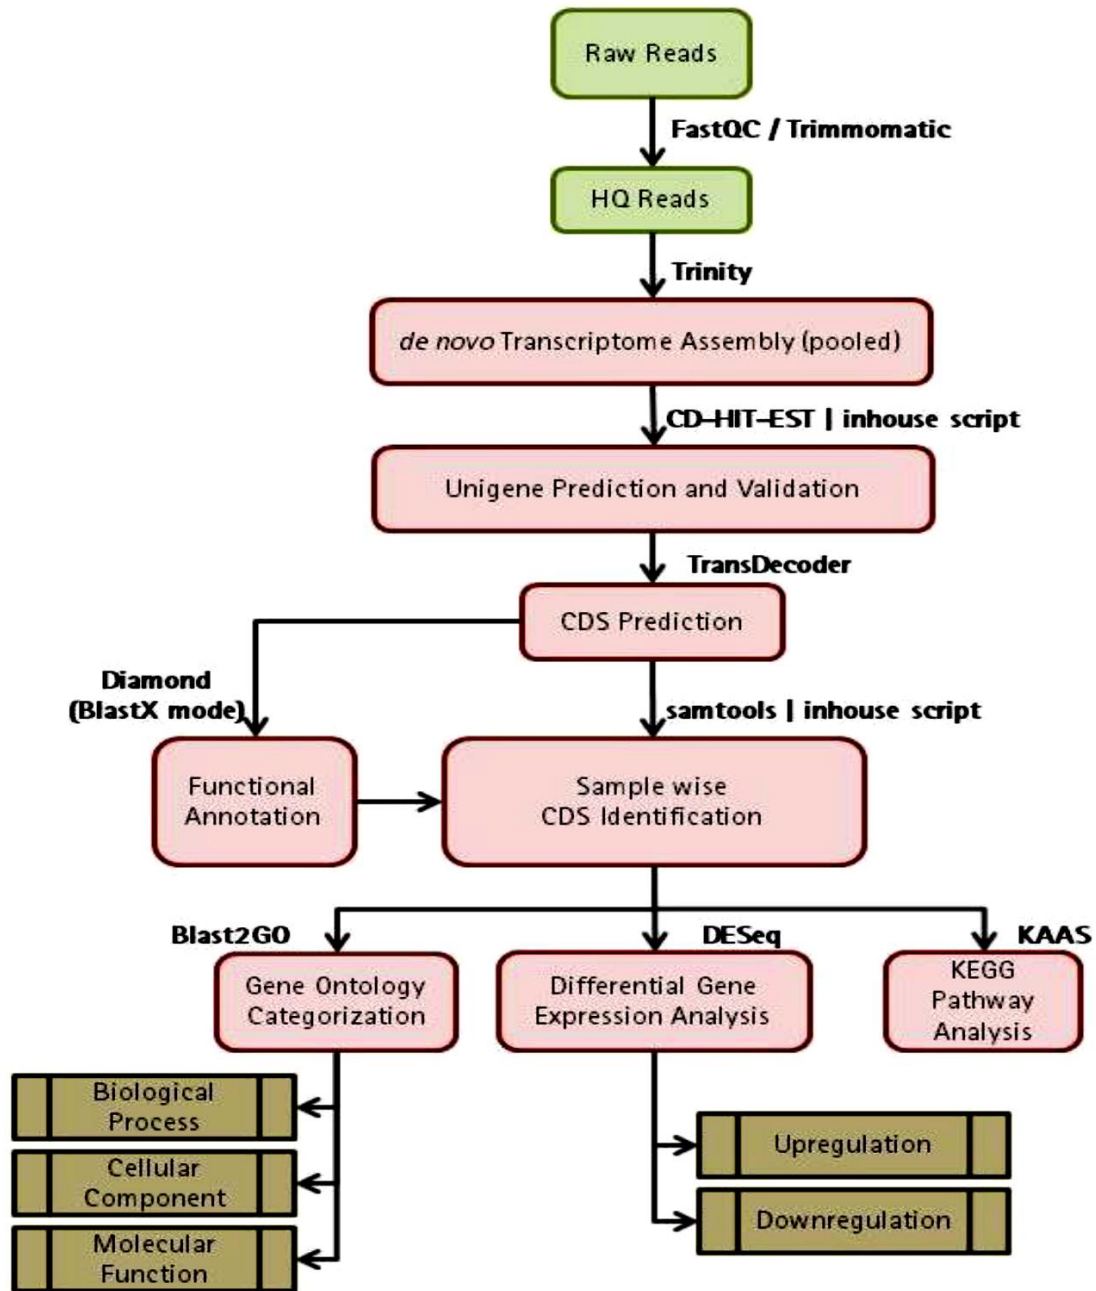 Raw Reads
FastQC / Trimmomatic
HQ Reads
Trinity
de novo Transcriptome Assembly (pooled)
CD-HIT-EST | inhouse script
Unigene Prediction and Validation
TransDecoder
CDS Prediction
Diamond
(BlastX mode)
samtools | inhouse script
Functional
Annotation
Sample wise
CDS Identification
Blast2GO
DESeq
KAAS
Gene Ontology
Categorization
Differential Gene
Expression Analysis
KEGG
Pathway
Analysis
Biological
Process
Cellular
Component
Molecular
Function
Upregulation
Downregulation